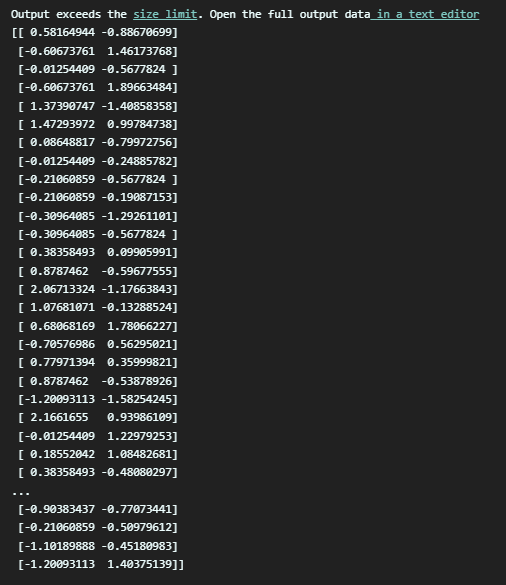 Output exceeds the size limit. Open the full output data in a text editor
[[ 0.58164944 -0.88670699]
 [-0.60673761  1.46173768]
 [-0.01254409 -0.5677824 ]
 [-0.60673761  1.89663484]
 [ 1.37390747 -1.40858358]
 [ 1.47293972  0.99784738]
 [ 0.08648817 -0.79972756]
 [-0.01254409 -0.24885782]
 [-0.21060859 -0.5677824 ]
 [-0.21060859 -0.19087153]
 [-0.30964085 -1.29261101]
 [-0.30964085 -0.5677824 ]
 [ 0.38358493  0.09905991]
 [ 0.8787462  -0.59677555]
 [ 2.06713324 -1.17663843]
 [ 1.07681071 -0.13288524]
 [ 0.68068169  1.78066227]
 [-0.70576986  0.56295021]
 [ 0.77971394  0.35999821]
 [ 0.8787462  -0.53878926]
 [-1.20093113 -1.58254245]
 [ 2.1661655   0.93986109]
 [-0.01254409  1.22979253]
 [ 0.18552042  1.08482681]
 [ 0.38358493 -0.48080297]
...
 [-0.90383437 -0.77073441]
 [-0.21060859 -0.50979612]
 [-1.10189888 -0.45180983]
 [-1.20093113  1.40375139]]